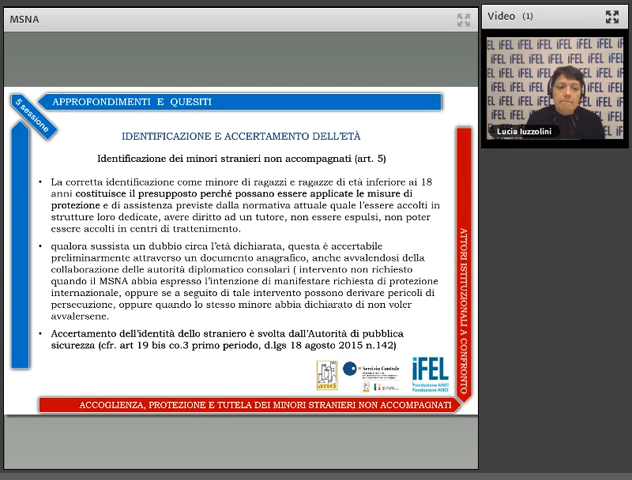 MSNA
Video (1)
iFEL iFEL iFEL iFEL iFEL
Lucia Iuzzolini
5 sessione
APPROFONDIMENTI E QUESITI
IDENTIFICAZIONE E ACCERTAMENTO DELL'ETÀ
Identificazione dei minori stranieri non accompagnati (art. 5)
• La corretta identificazione come minore di ragazzi e ragazze di età inferiore ai 18
anni costituisce il presupposto perché possano essere applicate le misure di
protezione e di assistenza previste dalla normativa attuale quale l'essere accolti in
strutture loro dedicate, avere diritto ad un tutore, non essere espulsi, non poter
essere accolti in centri di trattenimento.
• qualora sussista un dubbio circa l'età dichiarata, questa è accertabile
preliminarmente attraverso un documento anagrafico, anche avvalendosi della
collaborazione delle autorità diplomatico consolari ( intervento non richiesto
quando il MSNA abbia espresso l'intenzione di manifestare richiesta di protezione
internazionale, oppure se a seguito di tale intervento possono derivare pericoli di
persecuzione, oppure quando lo stesso minore abbia dichiarato di non voler
avvalersene.
• Accertamento dell'identità dello straniero è svolta dall'Autorità di pubblica
sicurezza (cfr. art 19 bis co.3 primo periodo, d.lgs 18 agosto 2015 n.142)
ATTORI ISTITUZIONALI A CONFRONTO
anci
Servizio Centrale
iFEL
Fondazione ANCI
ACCOGLIENZA, PROTEZIONE E TUTELA DEI MINORI STRANIERI NON ACCOMPAGNATI